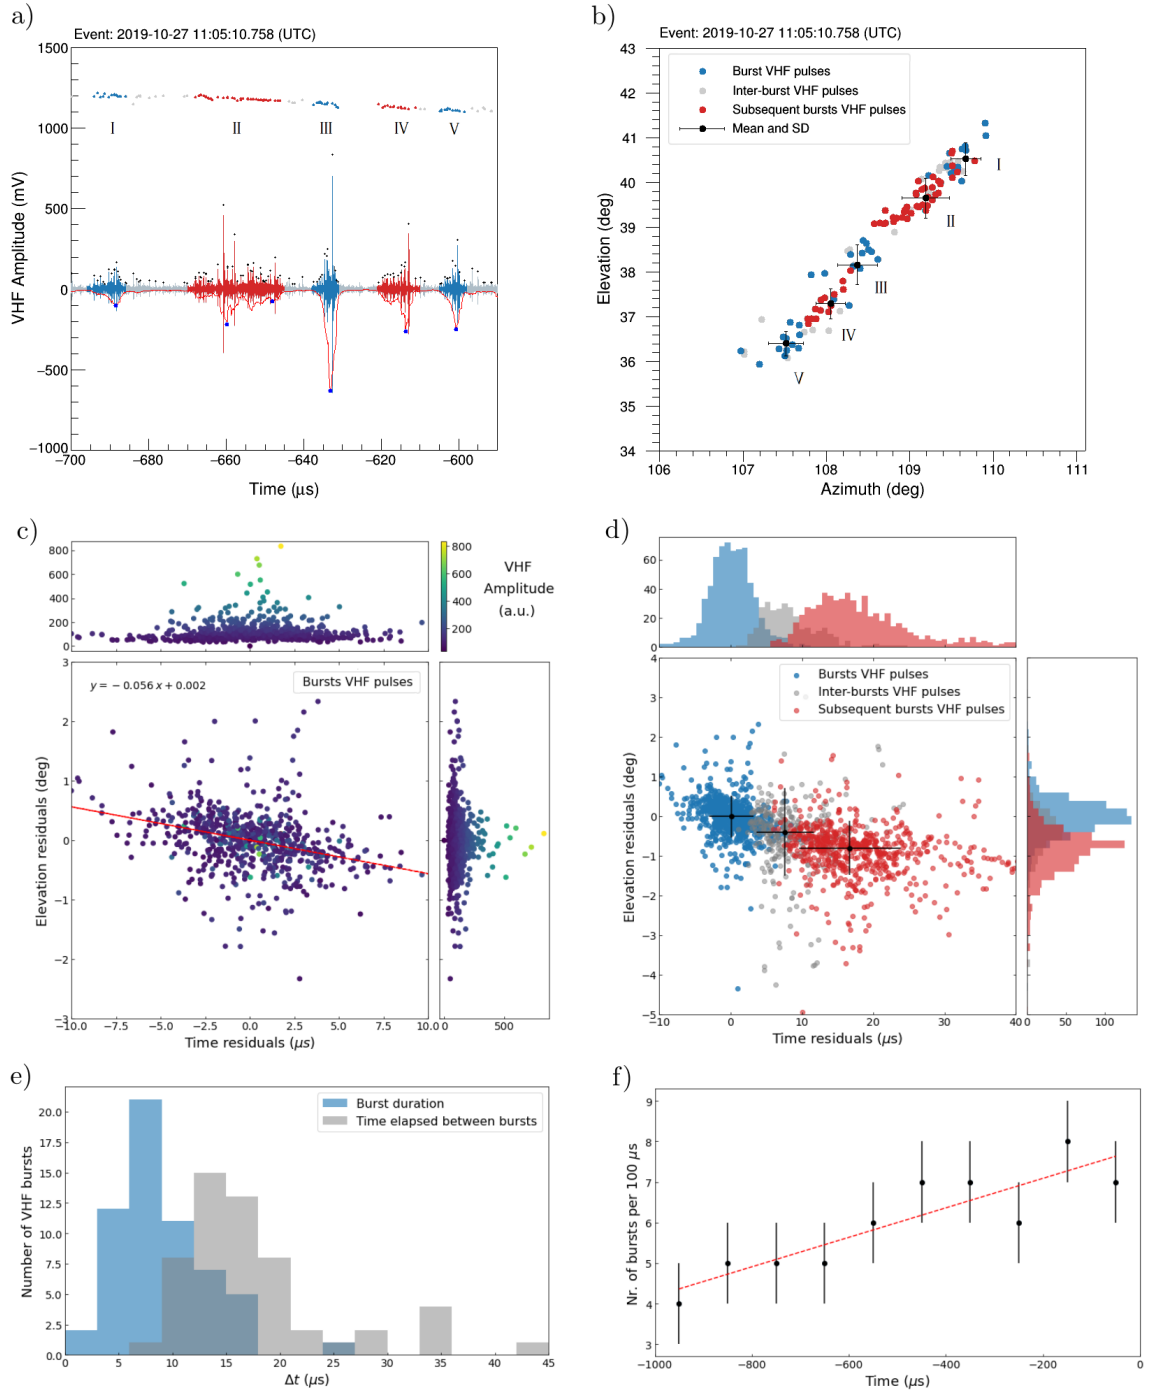 a)
Event: 2019-10-27 11:05:10.758 (UTC)
1500
1000
500
0
−500
−1000
VHF Amplitude (mV)
I
II
III
IV
V
−700
−680
−660
−640
−620
−600
Time (μs)
b)
Event: 2019-10-27 11:05:10.758 (UTC)
43
42
41
40
39
38
37
36
35
34
Elevation (deg)
Burst VHF pulses
Inter-burst VHF pulses
Subsequent bursts VHF pulses
Mean and SD
I
II
III
IV
V
106
107
108
109
110
111
Azimuth (deg)
c)
800
600
400
200
0
800
600
400
200
VHF
Amplitude
(a.u.)
y = − 0.056 x + 0.002
Bursts VHF pulses
3
2
1
0
−1
−2
−3
Elevation residuals (deg)
−10.0
−7.5
−5.0
−2.5
0.0
2.5
5.0
7.5
10.0
0
500
Time residuals (μs)
d)
60
40
20
0
Bursts VHF pulses
Inter-bursts VHF pulses
Subsequent bursts VHF pulses
4
3
2
1
0
−1
−2
−3
−4
−5
Elevation residuals (deg)
−10
0
10
20
30
40
0
50
100
Time residuals (μs)
e)
Burst duration
Time elapsed between bursts
20.0
17.5
15.0
12.5
10.0
7.5
5.0
2.5
0.0
Number of VHF bursts
0
5
10
15
20
25
30
35
40
45
Δt (μs)
f)
9
8
7
6
5
4
3
Nr. of bursts per 100 μs
−1000
−800
−600
−400
−200
0
Time (μs)